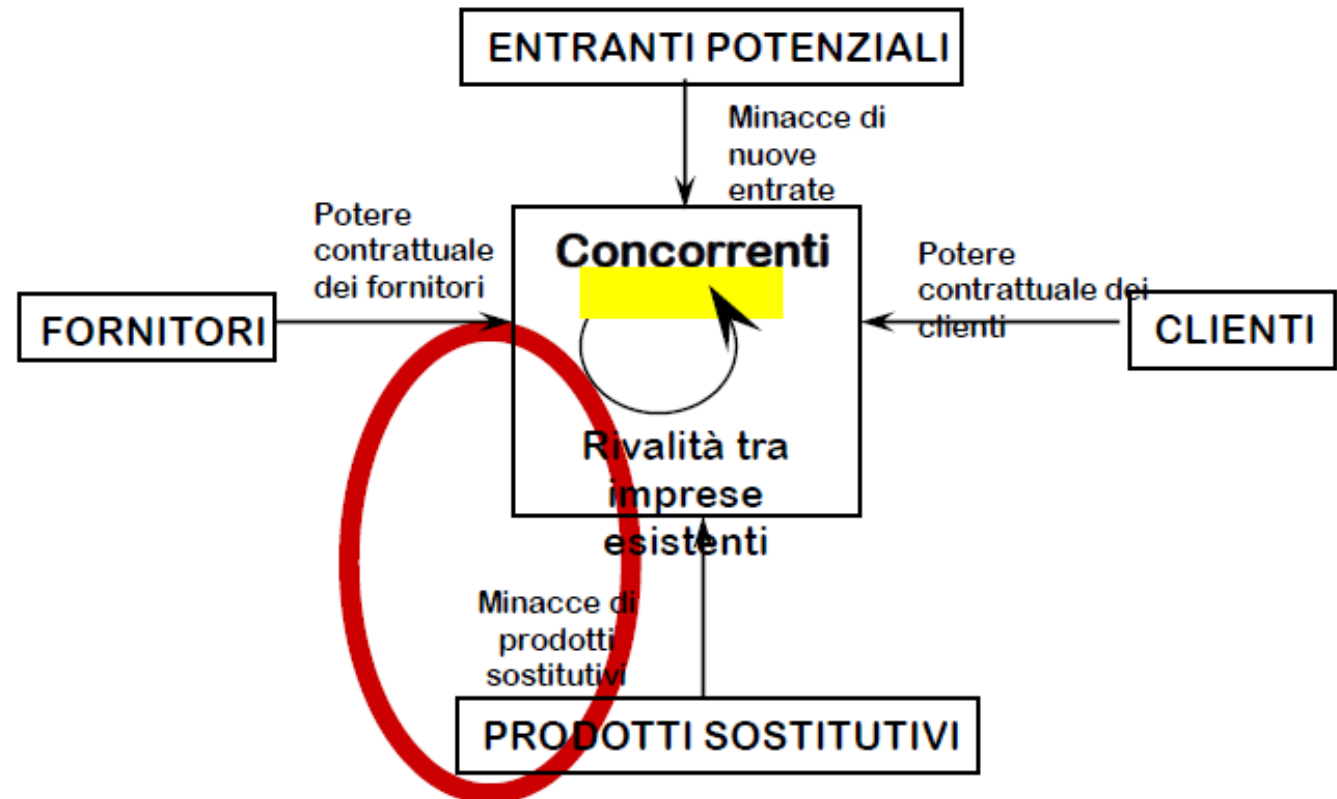 ENTRANTI POTENZIALI
Minacce di
nuove
entrate
Potere
contrattuale
dei fornitori
Concorrenti
Potere
contrattuale dei
clienti
FORNITORI
CLIENTI
Rivalità tra
imprese
esistenti
Minacce di
prodotti
sostitutivi
PRODOTTI SOSTITUTIVI